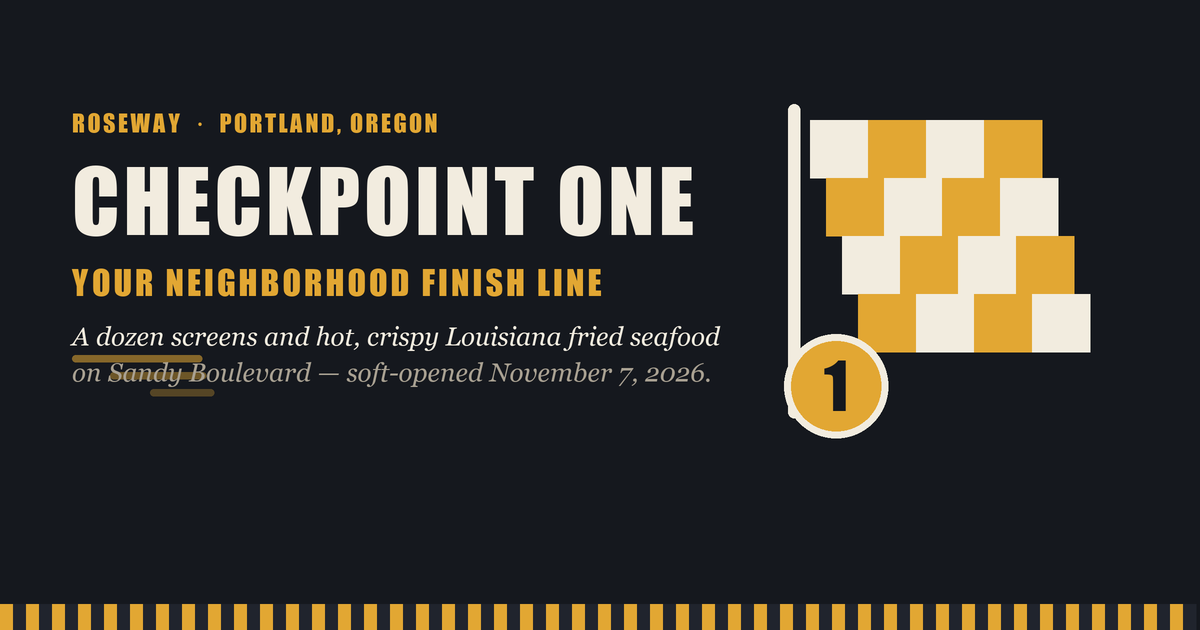 ROSEWAY · PORTLAND, OREGON
CHECKPOINT ONE
YOUR NEIGHBORHOOD FINISH LINE
A dozen screens and hot, crispy Louisiana fried seafood
on Sandy Boulevard — soft-opened November 7, 2026.
1